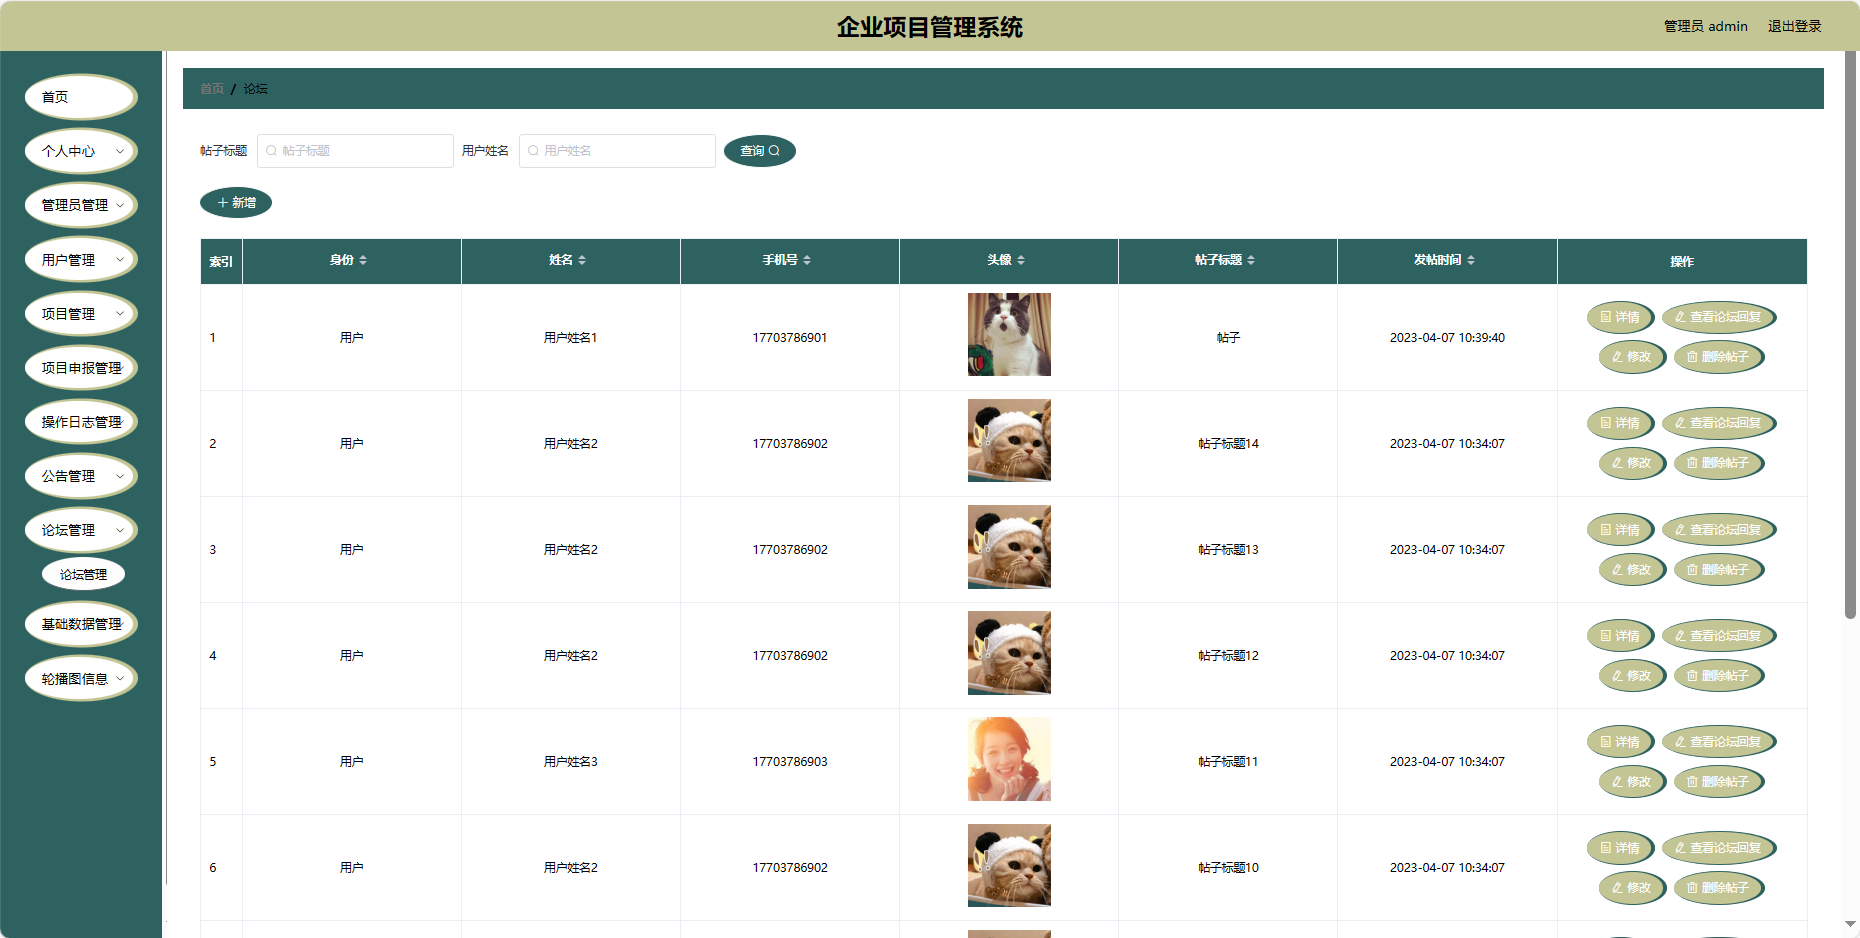 企业项目管理系统
管理员 admin 退出登录
首页
个人中心
管理员管理
用户管理
项目管理
项目申报管理
操作日志管理
公告管理
论坛管理
论坛管理
基础数据管理
轮播图信息
首页 / 论坛
帖子标题 帖子标题 用户姓名 用户姓名 查询
新增
索引 身份 姓名 手机号 头像 帖子标题 发帖时间 操作
1 用户 用户姓名1 17703786901 帖子 2023-04-07 10:39:40
详情 查看论坛回复
修改 删除帖子
2 用户 用户姓名2 17703786902 帖子标题14 2023-04-07 10:34:07
详情 查看论坛回复
修改 删除帖子
3 用户 用户姓名2 17703786902 帖子标题13 2023-04-07 10:34:07
详情 查看论坛回复
修改 删除帖子
4 用户 用户姓名2 17703786902 帖子标题12 2023-04-07 10:34:07
详情 查看论坛回复
修改 删除帖子
5 用户 用户姓名3 17703786903 帖子标题11 2023-04-07 10:34:07
详情 查看论坛回复
修改 删除帖子
6 用户 用户姓名2 17703786902 帖子标题10 2023-04-07 10:34:07
详情 查看论坛回复
修改 删除帖子